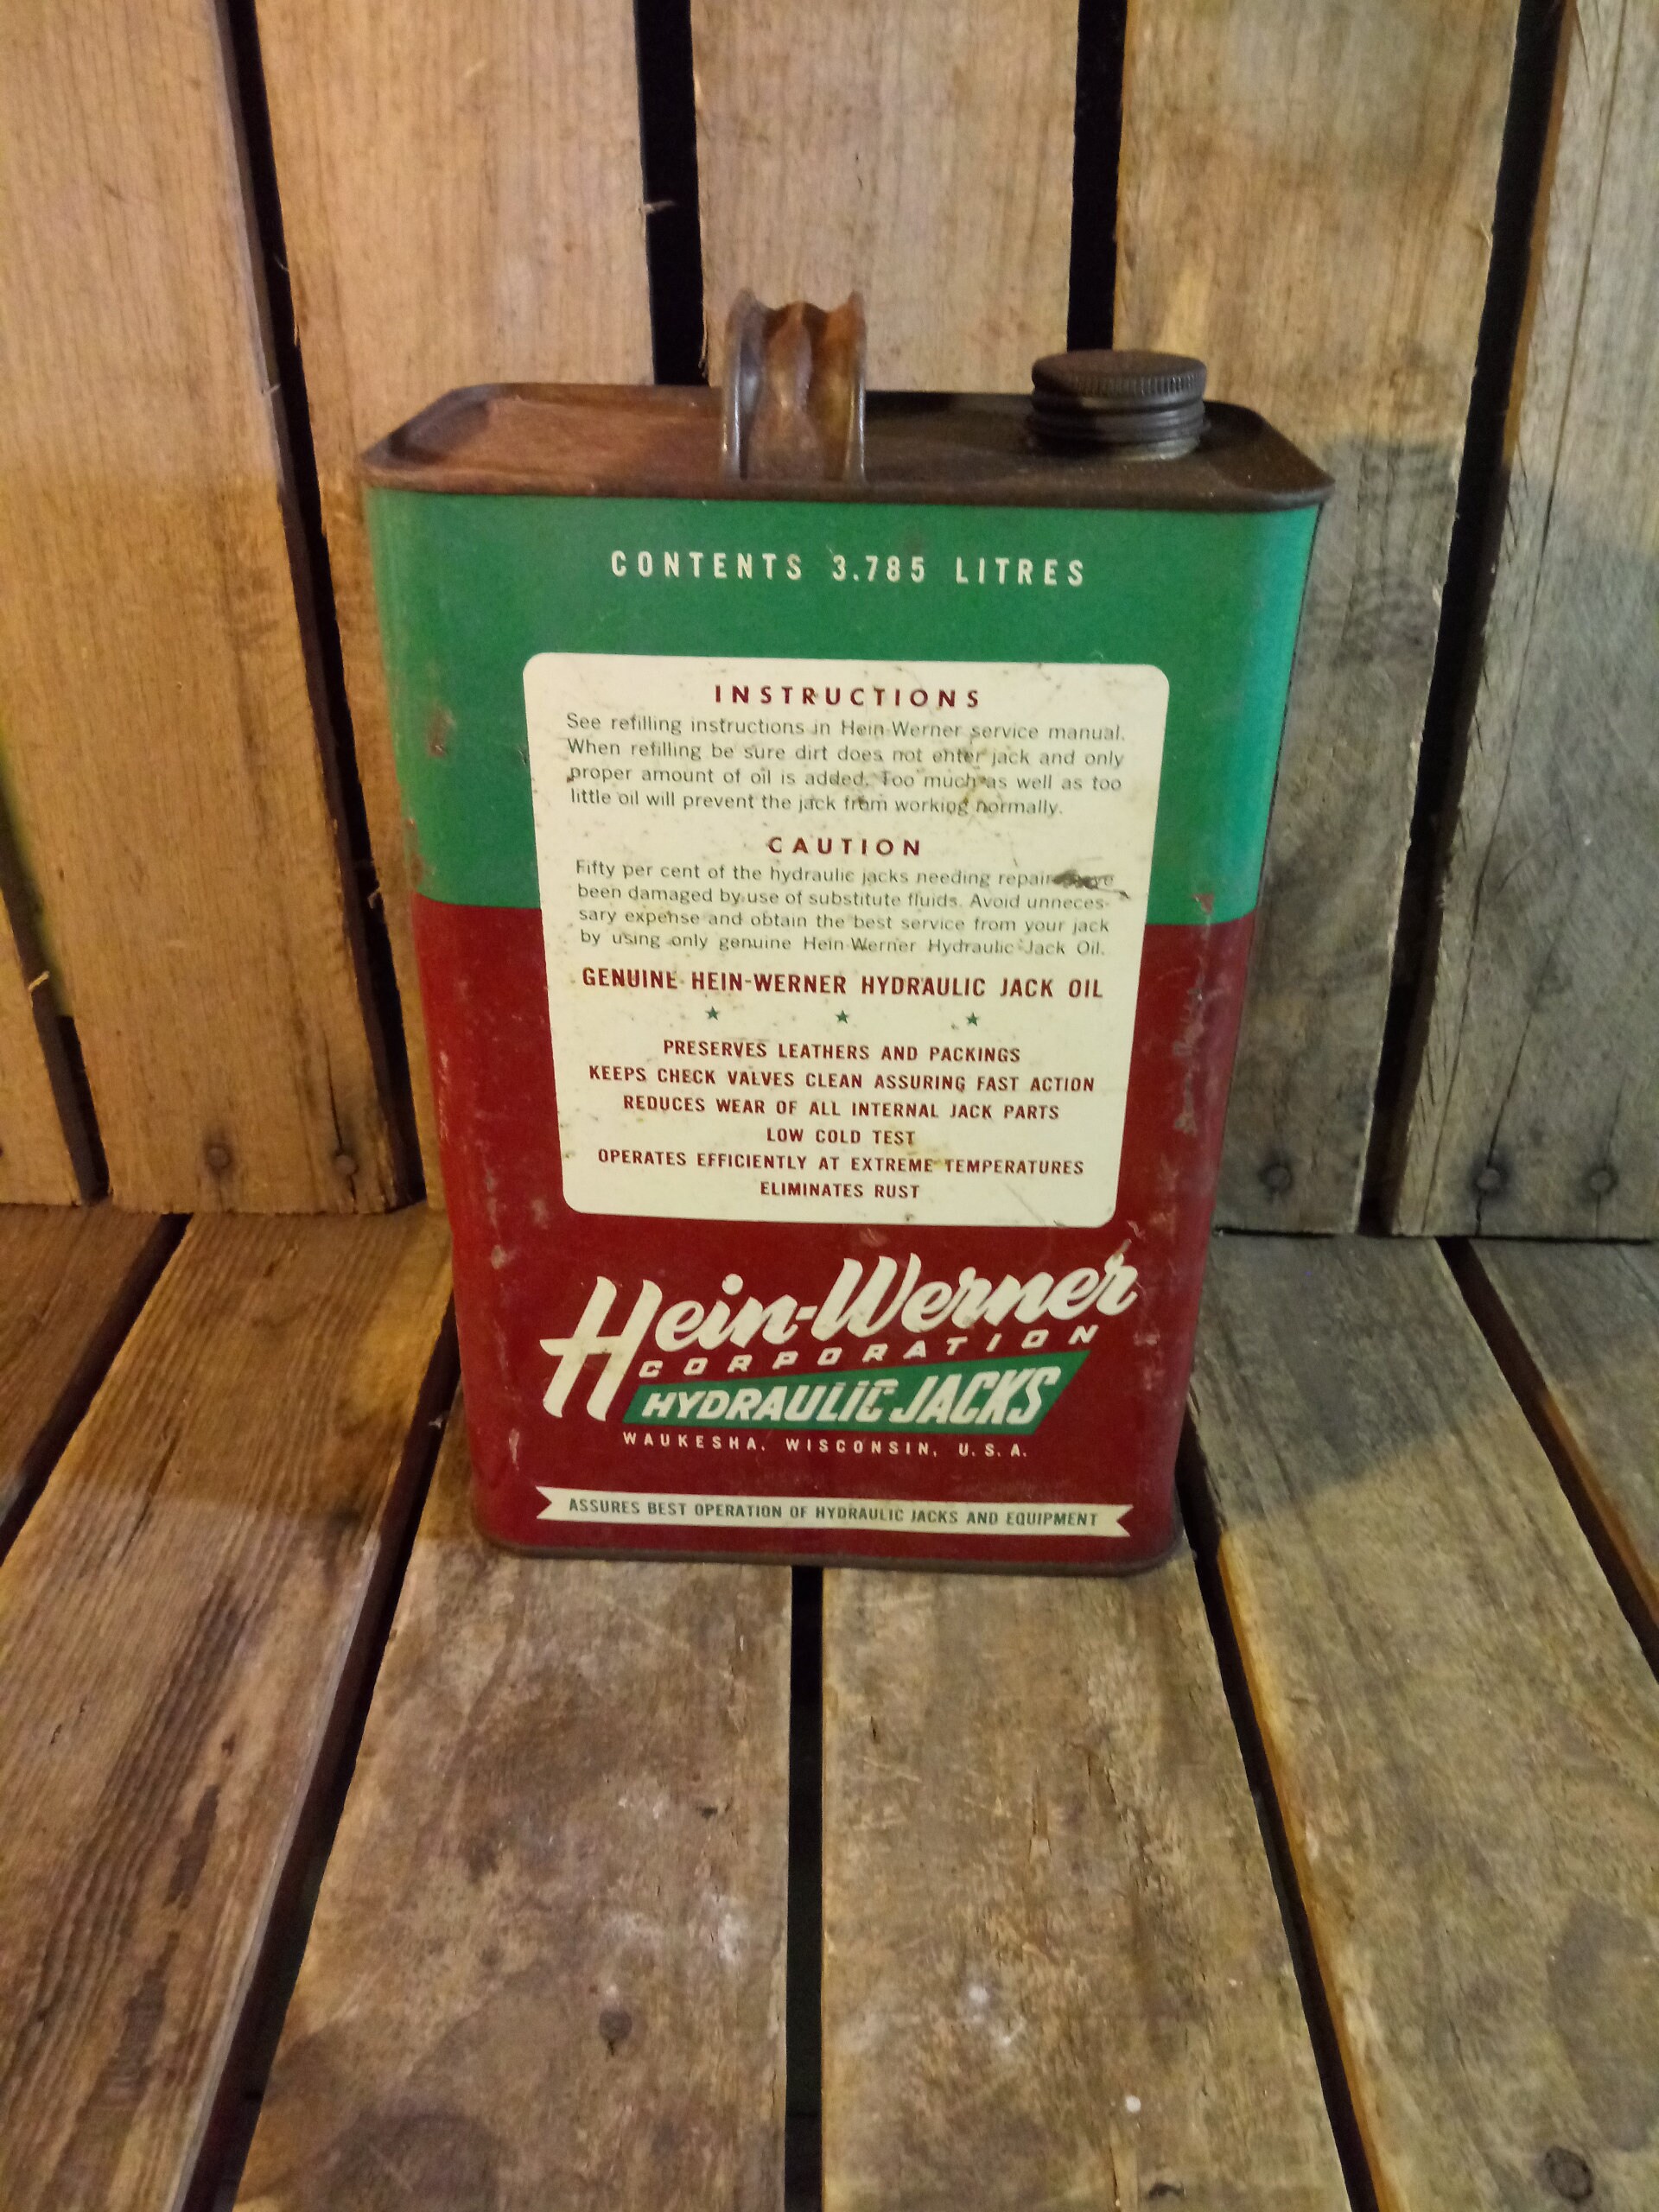 CONTENTS 3.785 LITRES
INSTRUCTIONS
See refilling instructions in Hein-Werner service manual.
When refilling be sure dirt does not enter jack and only
proper amount of oil is added. Too much as well as too
little oil will prevent the jack from working normally.
CAUTION
Fifty per cent of the hydraulic jacks needing repair have
been damaged by use of substitute fluids. Avoid unneces-
sary expense and obtain the best service from your jack
by using only genuine Hein-Werner Hydraulic Jack Oil.
GENUINE HEIN-WERNER HYDRAULIC JACK OIL
PRESERVES LEATHERS AND PACKINGS
KEEPS CHECK VALVES CLEAN ASSURING FAST ACTION
REDUCES WEAR OF ALL INTERNAL JACK PARTS
LOW COLD TEST
OPERATES EFFICIENTLY AT EXTREME TEMPERATURES
ELIMINATES RUST
Hein-Werner
CORPORATION
HYDRAULIC JACKS
WAUKESHA, WISCONSIN, U.S.A.
ASSURES BEST OPERATION OF HYDRAULIC JACKS AND EQUIPMENT